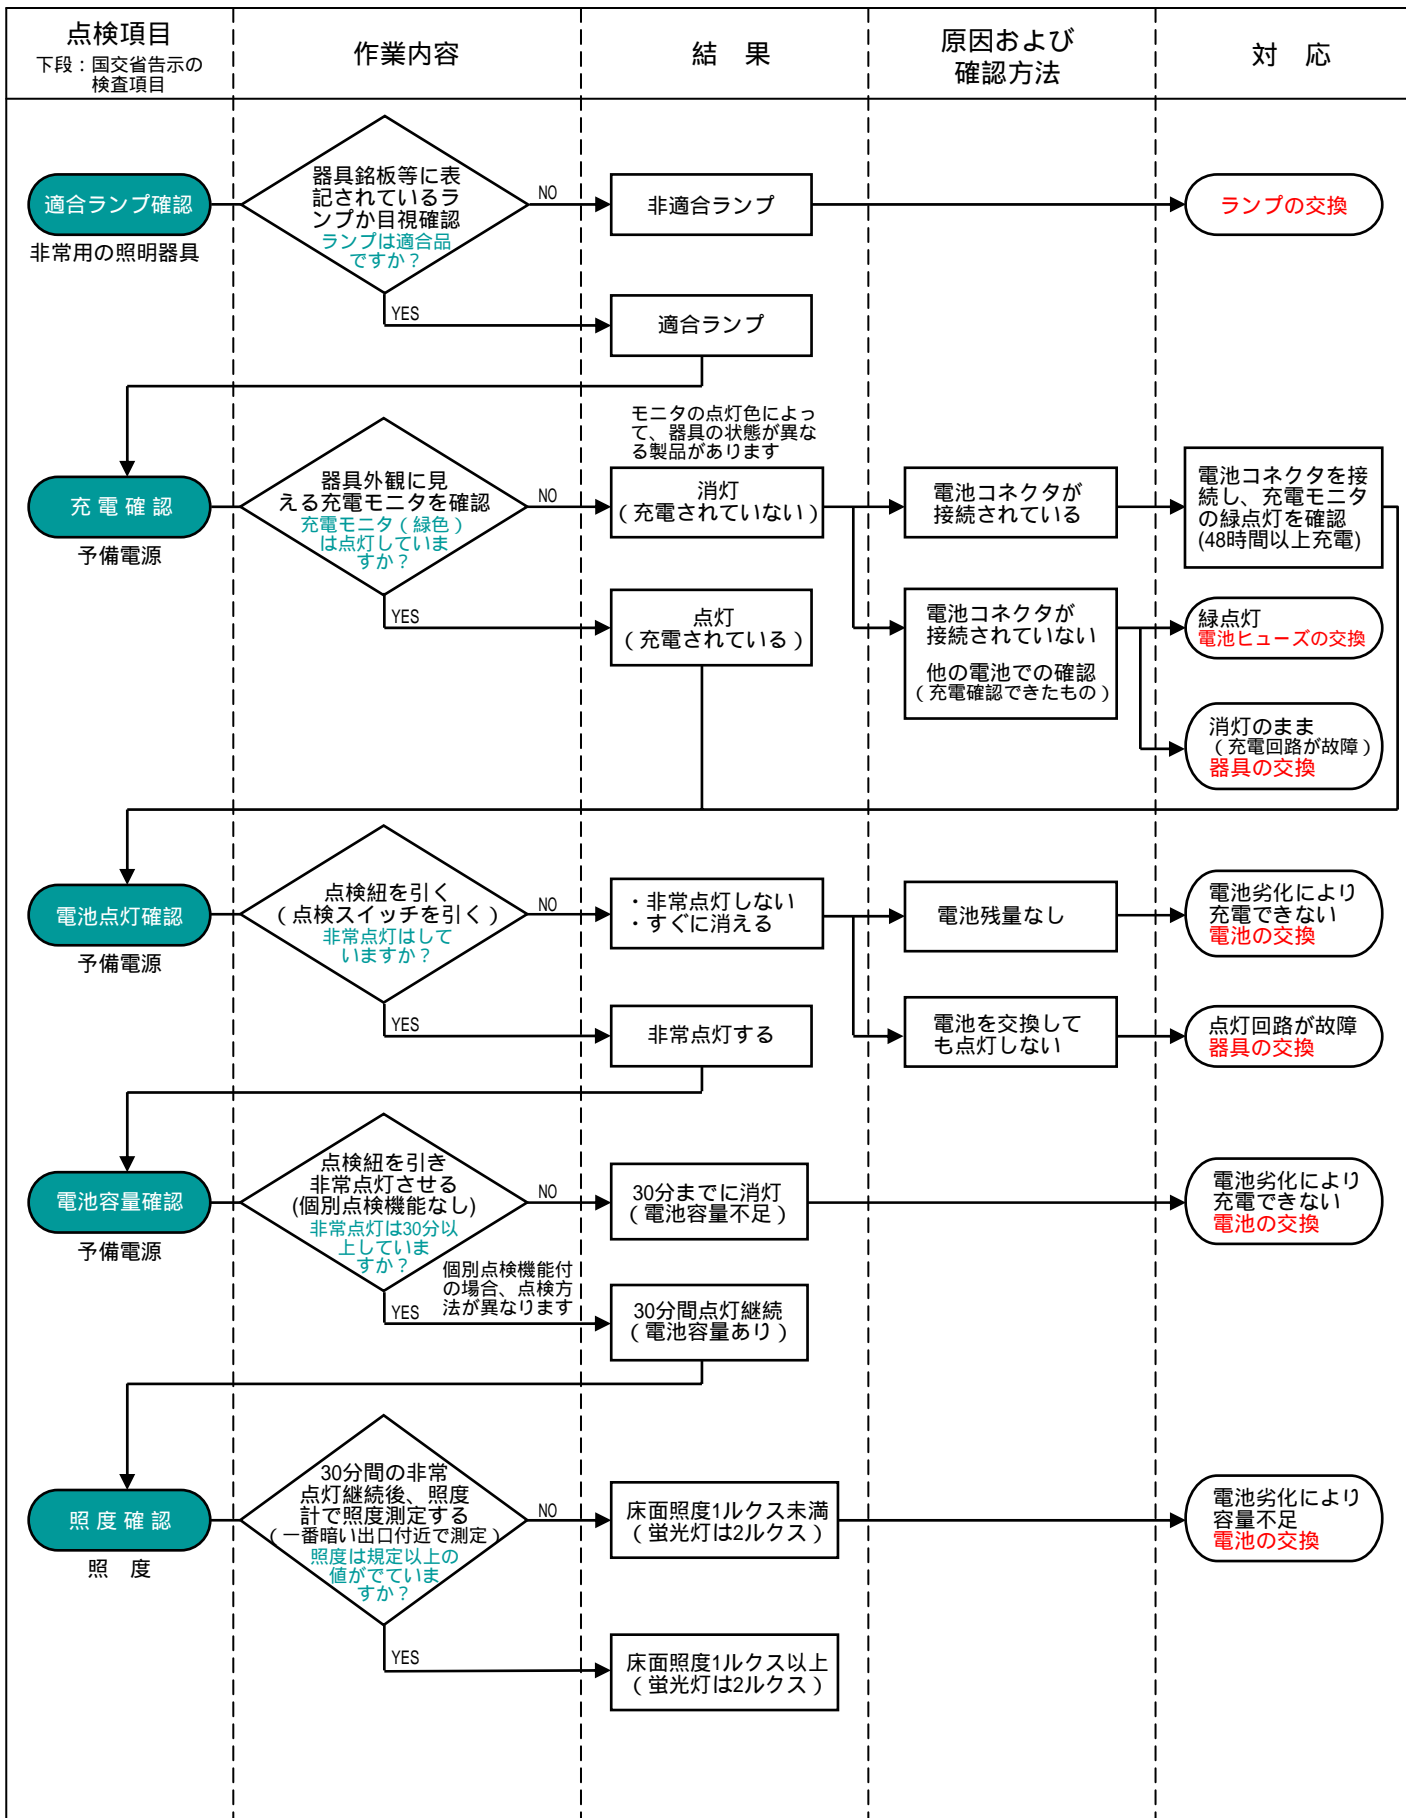 点検項目
下段：国交省告示の
検査項目
作業内容
結　果
原因および
確認方法
対　応
適合ランプ確認
非常用の照明器具
器具銘板等に表
記されているラ
ンプか目視確認
ランプは適合品
ですか？
NO
非適合ランプ
ランプの交換
YES
適合ランプ
充電確認
予備電源
器具外観に見
える充電モニタを確認
充電モニタ（緑色）
は点灯していま
すか？
NO
モニタの点灯色によっ
て、器具の状態が異な
る製品があります
消灯
（充電されていない）
電池コネクタが
接続されている
電池コネクタを接
続し、充電モニタ
の緑点灯を確認
(48時間以上充電)
YES
点灯
（充電されている）
電池コネクタが
接続されていない
他の電池での確認
（充電確認できたもの）
緑点灯
電池ヒューズの交換
消灯のまま
（充電回路が故障）
器具の交換
電池点灯確認
予備電源
点検紐を引く
（点検スイッチを引く）
非常点灯はして
いますか？
NO
・非常点灯しない
・すぐに消える
電池残量なし
電池劣化により
充電できない
電池の交換
YES
非常点灯する
電池を交換して
も点灯しない
点灯回路が故障
器具の交換
電池容量確認
予備電源
点検紐を引き
非常点灯させる
(個別点検機能なし)
非常点灯は30分以
上していま
すか？
NO
30分までに消灯
（電池容量不足）
電池劣化により
充電できない
電池の交換
YES
個別点検機能付
の場合、点検方
法が異なります
30分間点灯継続
（電池容量あり）
照度確認
照　度
30分間の非常
点灯継続後、照度
計で照度測定する
（一番暗い出口付近で測定）
照度は規定以上の
値がでていま
すか？
NO
床面照度1ルクス未満
（蛍光灯は2ルクス）
電池劣化により
容量不足
電池の交換
YES
床面照度1ルクス以上
（蛍光灯は2ルクス）